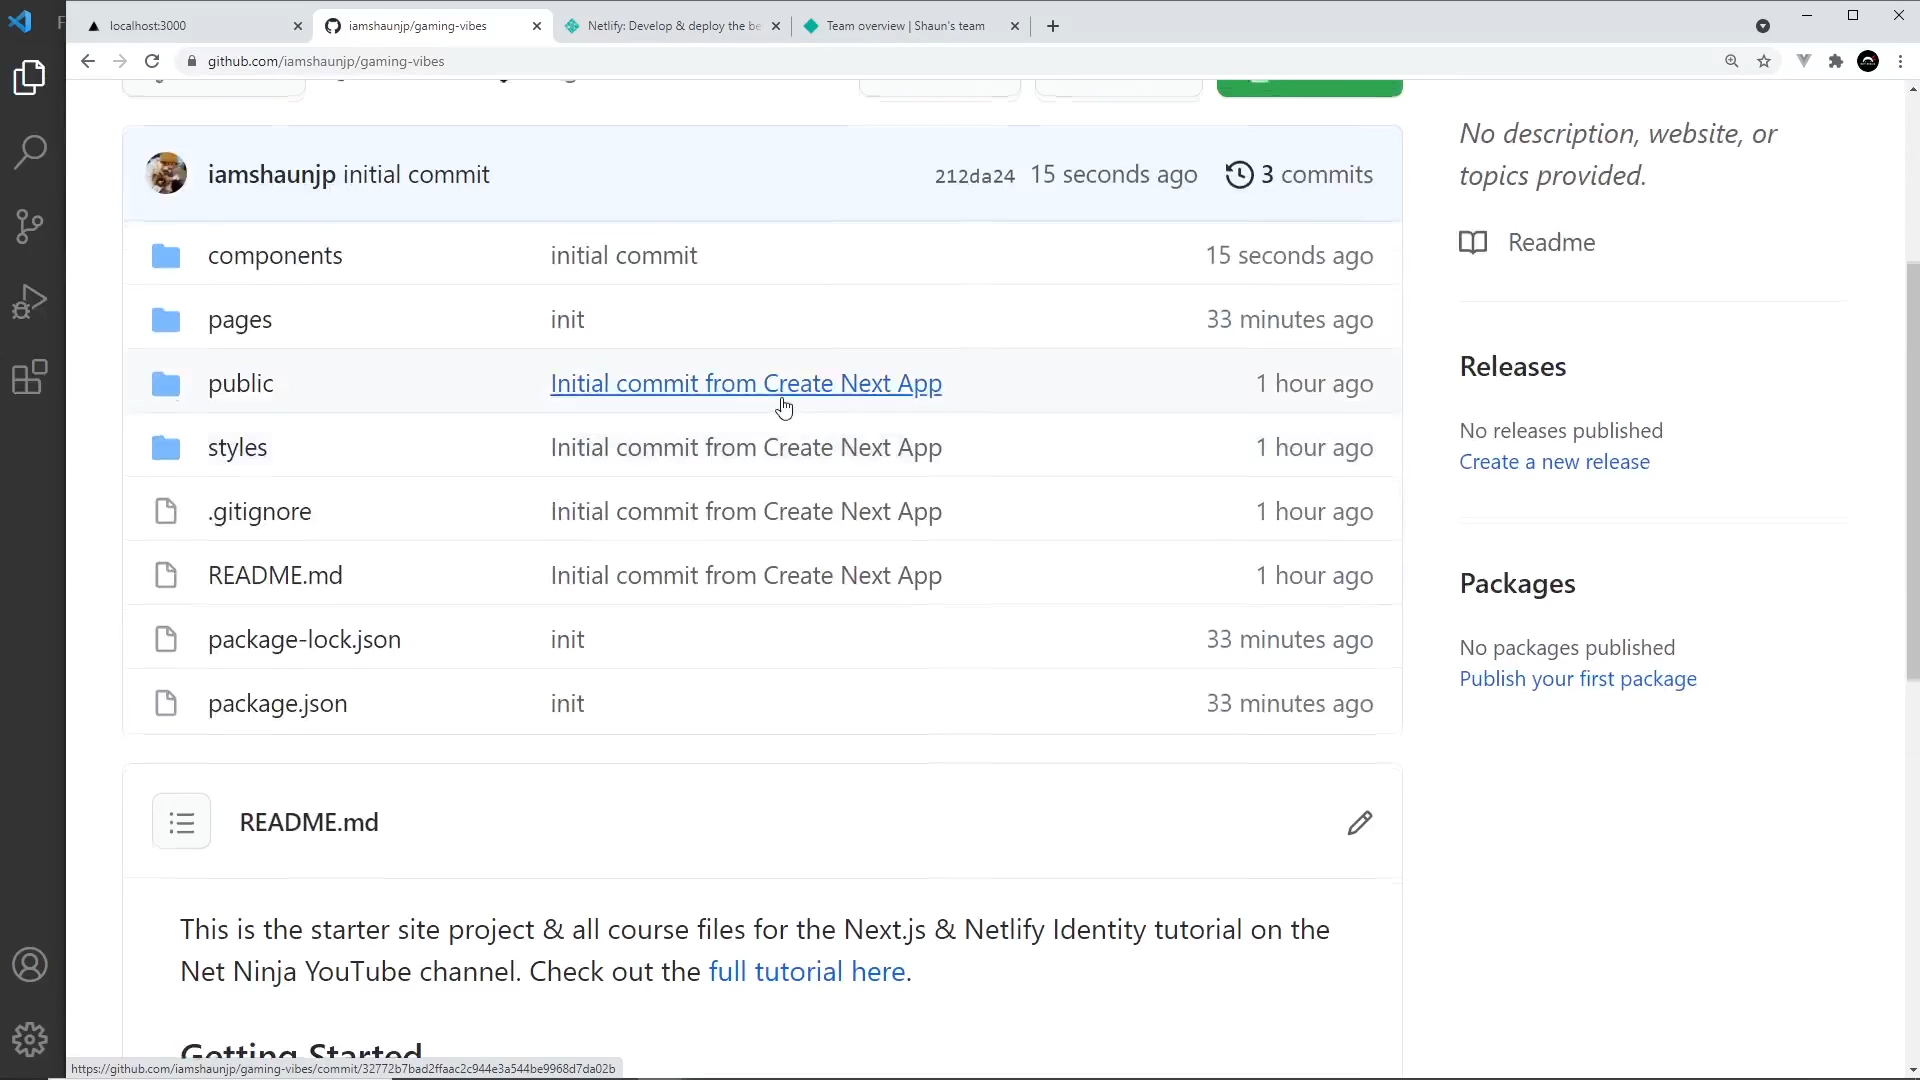 localhost:3000
iamshaunjp/gaming-vibes
Netlify: Develop & deploy the be
Team overview | Shaun's team
github.com/iamshaunjp/gaming-vibes
iamshaunjp initial commit
212da24 15 seconds ago 3 commits
components initial commit 15 seconds ago
pages init 33 minutes ago
public Initial commit from Create Next App 1 hour ago
styles Initial commit from Create Next App 1 hour ago
.gitignore Initial commit from Create Next App 1 hour ago
README.md Initial commit from Create Next App 1 hour ago
package-lock.json init 33 minutes ago
package.json init 33 minutes ago
No description, website, or
topics provided.
Readme
Releases
No releases published
Create a new release
Packages
No packages published
Publish your first package
README.md
This is the starter site project & all course files for the Next.js & Netlify Identity tutorial on the
Net Ninja YouTube channel. Check out the full tutorial here.
Getting Started
https://github.com/iamshaunjp/gaming-vibes/commit/32772b7bad2ffaac2c944e3a544be9968d7da02b